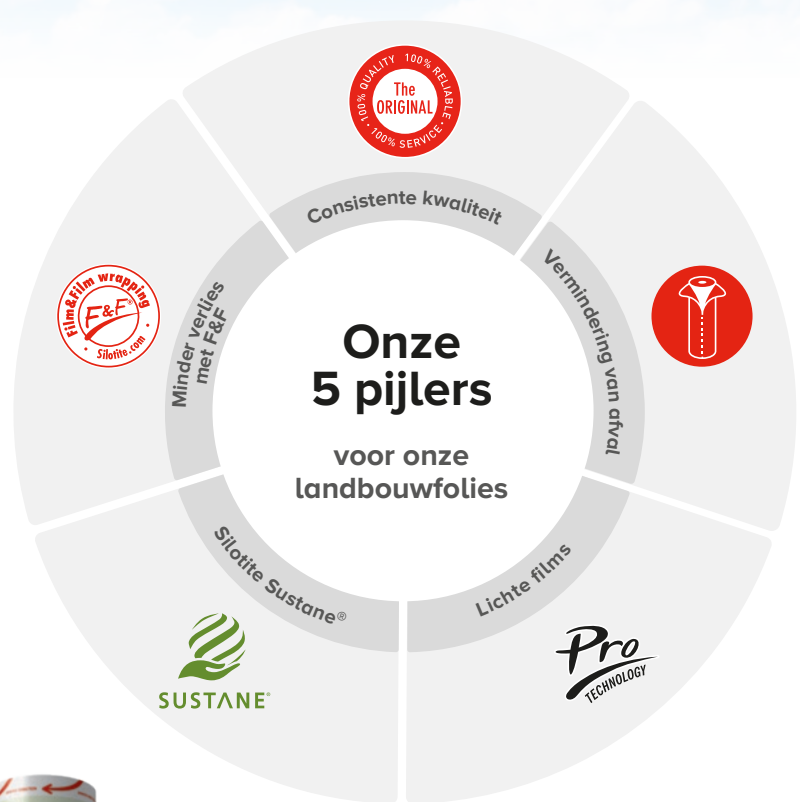 100% QUALITY · 100% RELIABLE · 100% SERVICE ·
The
ORIGINAL
Consistente kwaliteit
Vermindering van afval
Lichte films
Pro
TECHNOLOGY
Silotite Sustane®
SUSTANE®
Minder verlies
met F&F
Film&Film wrapping
F&F®
· Silotite.com ·
Onze
5 pijlers
voor onze
landbouwfolies